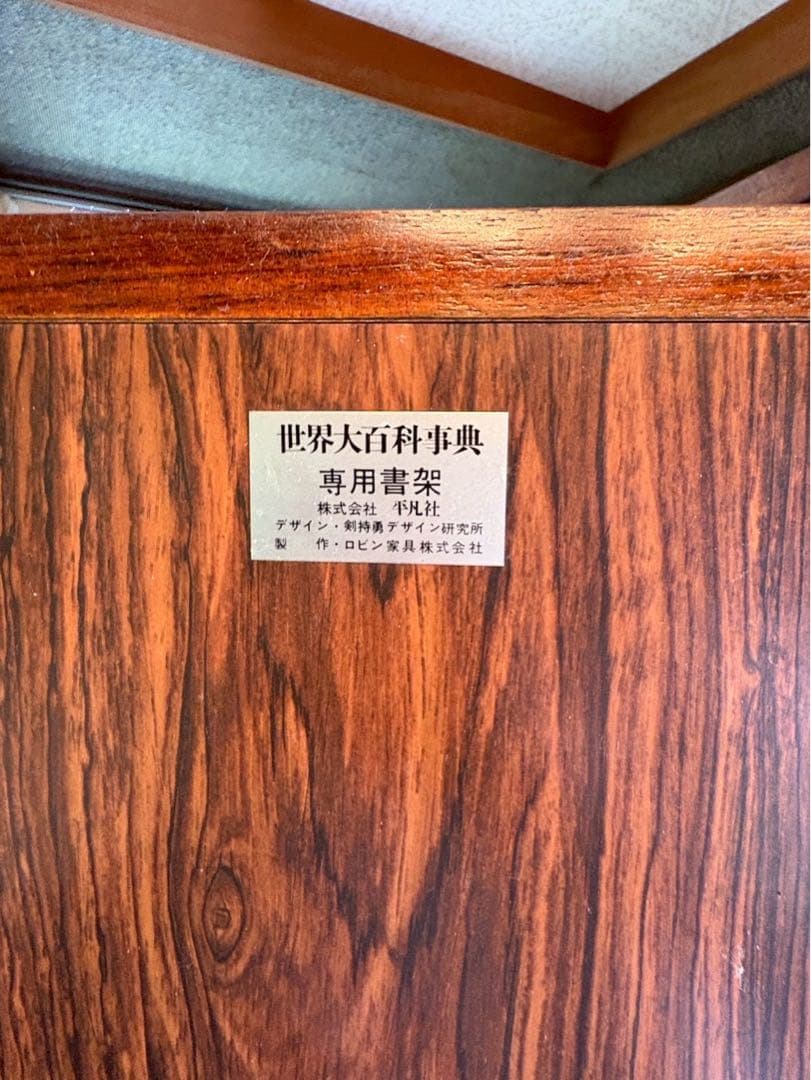 世界大百科事典
専用書架
株式会社 平凡社
デザイン・剣持勇デザイン研究所
製 作・ロビン家具株式会社